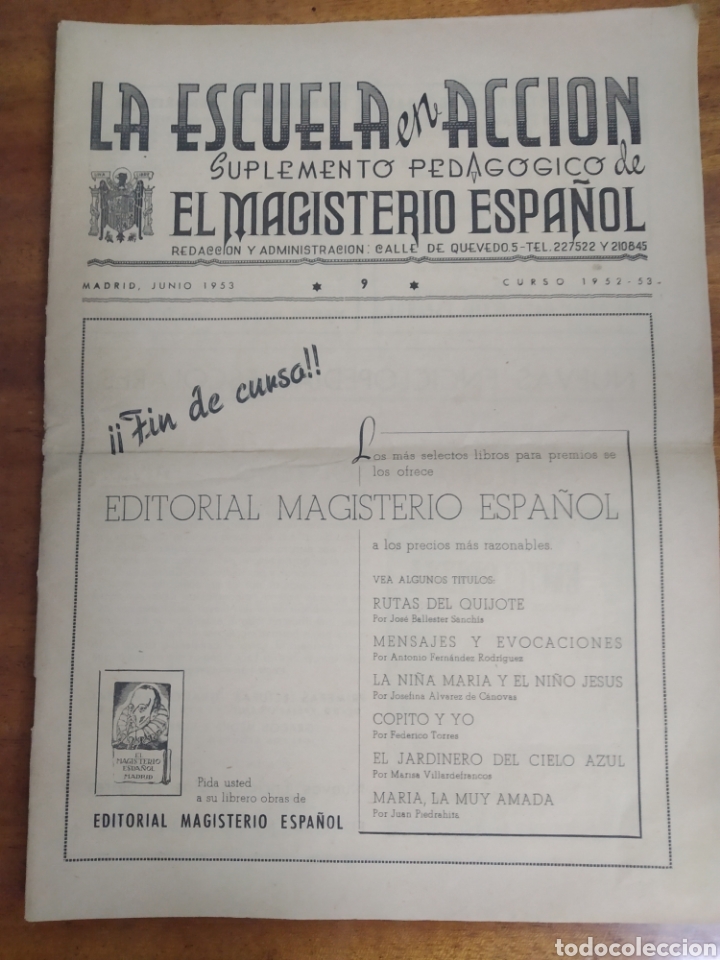 LA ESCUELA en ACCION
SUPLEMENTO PEDAGOGICO de
EL MAGISTERIO ESPAÑOL
REDACCION Y ADMINISTRACION: CALLE DE QUEVEDO 5 - TEL. 227522 Y 210845
MADRID, JUNIO 1953 * 9 * CURSO 1952-53.
¡¡Fin de curso!!
Los más selectos libros para premios se
los ofrece
EDITORIAL MAGISTERIO ESPAÑOL
a los precios más razonables.
VEA ALGUNOS TITULOS:
RUTAS DEL QUIJOTE
Por José Ballester Sanchis
MENSAJES Y EVOCACIONES
Por Antonio Fernández Rodríguez
LA NIÑA MARIA Y EL NIÑO JESUS
Por Josefina Alvarez de Cánovas
COPITO Y YO
Por Federico Torres
EL JARDINERO DEL CIELO AZUL
Por Marisa Villardefrancos
MARIA, LA MUY AMADA
Por Juan Piedrahita
EL
MAGISTERIO
ESPAÑOL
MADRID
Pida usted
a su librero obras de
EDITORIAL MAGISTERIO ESPAÑOL
todocoleccion